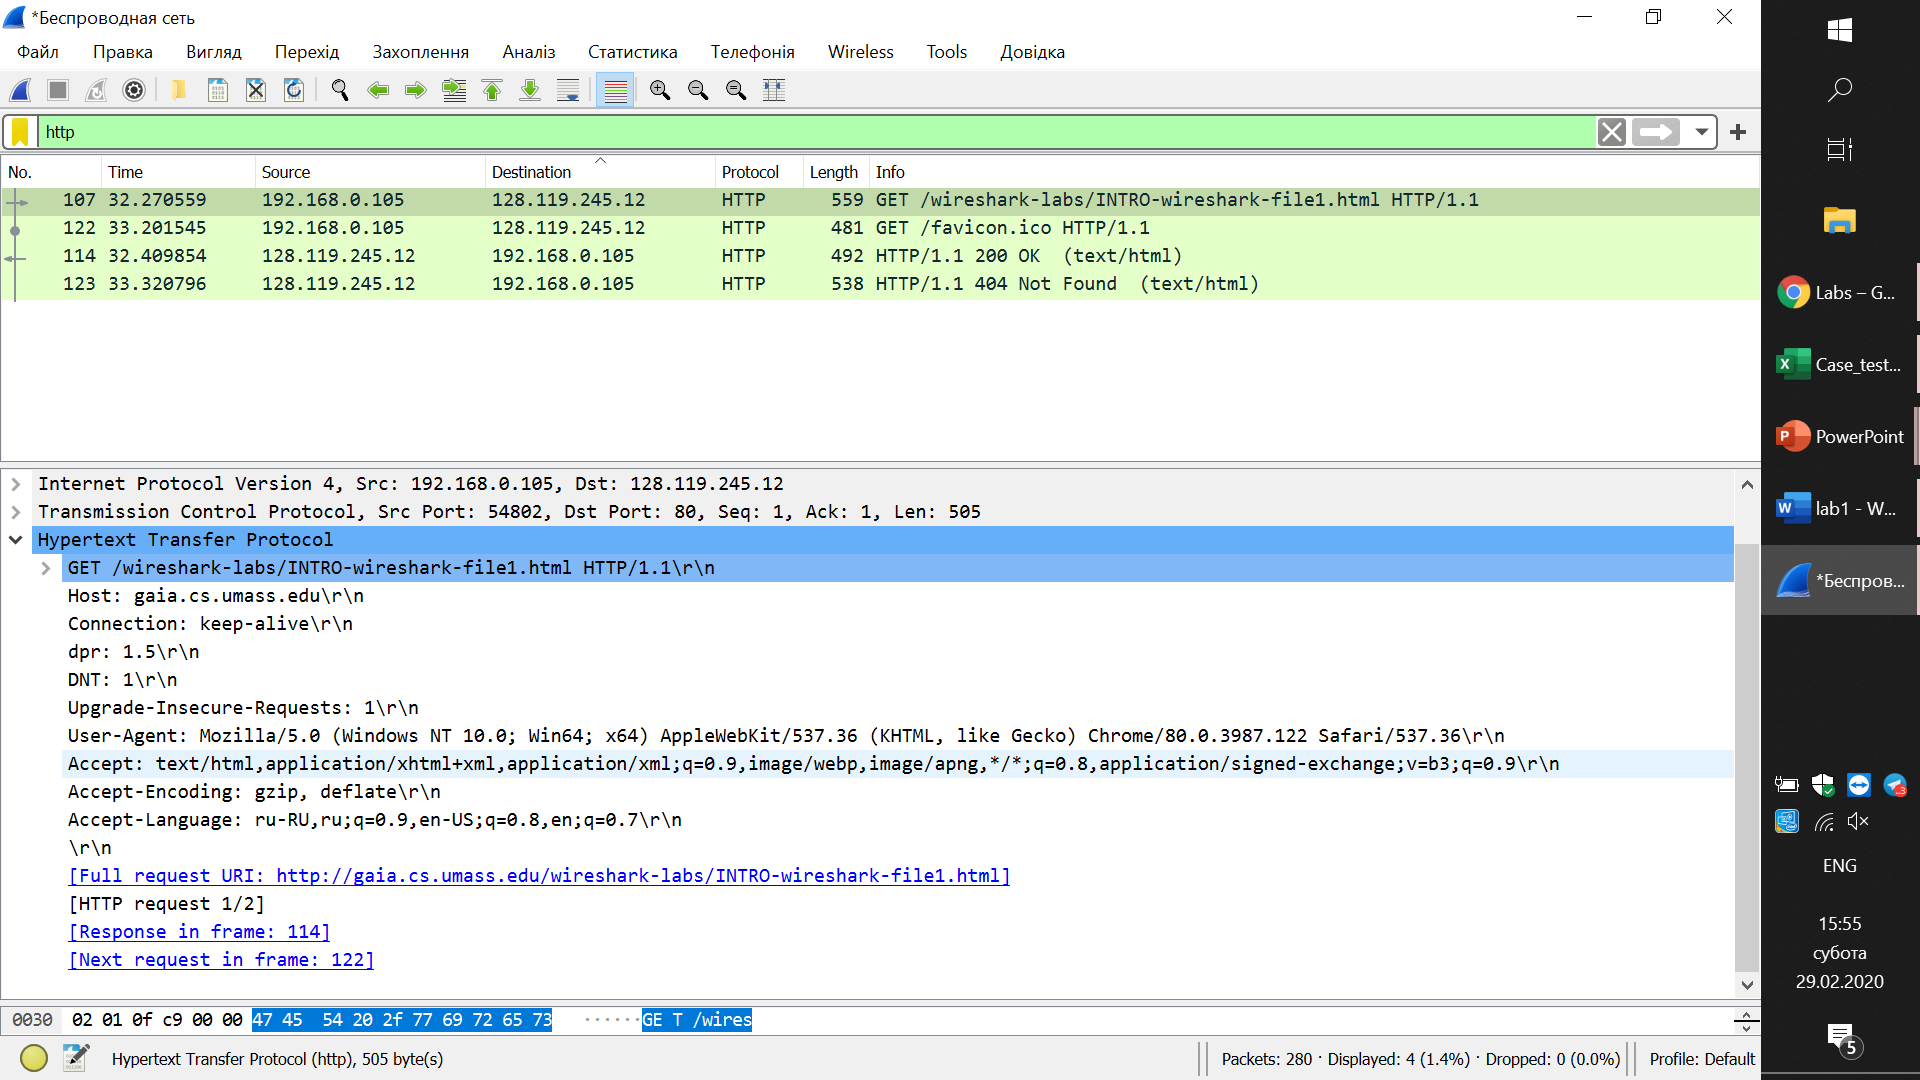 *Беспроводная сеть
Файл Правка Вигляд Перехід Захоплення Аналіз Статистика Телефонія Wireless Tools Довідка
http
No. Time Source Destination Protocol Length Info
107 32.270559 192.168.0.105 128.119.245.12 HTTP 559 GET /wireshark-labs/INTRO-wireshark-file1.html HTTP/1.1
122 33.201545 192.168.0.105 128.119.245.12 HTTP 481 GET /favicon.ico HTTP/1.1
114 32.409854 128.119.245.12 192.168.0.105 HTTP 492 HTTP/1.1 200 OK (text/html)
123 33.320796 128.119.245.12 192.168.0.105 HTTP 538 HTTP/1.1 404 Not Found (text/html)
Internet Protocol Version 4, Src: 192.168.0.105, Dst: 128.119.245.12
Transmission Control Protocol, Src Port: 54802, Dst Port: 80, Seq: 1, Ack: 1, Len: 505
Hypertext Transfer Protocol
GET /wireshark-labs/INTRO-wireshark-file1.html HTTP/1.1\r\n
Host: gaia.cs.umass.edu\r\n
Connection: keep-alive\r\n
dpr: 1.5\r\n
DNT: 1\r\n
Upgrade-Insecure-Requests: 1\r\n
User-Agent: Mozilla/5.0 (Windows NT 10.0; Win64; x64) AppleWebKit/537.36 (KHTML, like Gecko) Chrome/80.0.3987.122 Safari/537.36\r\n
Accept: text/html,application/xhtml+xml,application/xml;q=0.9,image/webp,image/apng,*/*;q=0.8,application/signed-exchange;v=b3;q=0.9\r\n
Accept-Encoding: gzip, deflate\r\n
Accept-Language: ru-RU,ru;q=0.9,en-US;q=0.8,en;q=0.7\r\n
\r\n
[Full request URI: http://gaia.cs.umass.edu/wireshark-labs/INTRO-wireshark-file1.html]
[HTTP request 1/2]
[Response in frame: 114]
[Next request in frame: 122]
0030 02 01 0f c9 00 00 47 45 54 20 2f 77 69 72 65 73 ······GE T /wires
Hypertext Transfer Protocol (http), 505 byte(s)
Packets: 280 · Displayed: 4 (1.4%) · Dropped: 0 (0.0%)
Profile: Default
Labs – G...
Case_test...
PowerPoint
lab1 - W...
*Беспров...
ENG
15:55
субота
29.02.2020
5